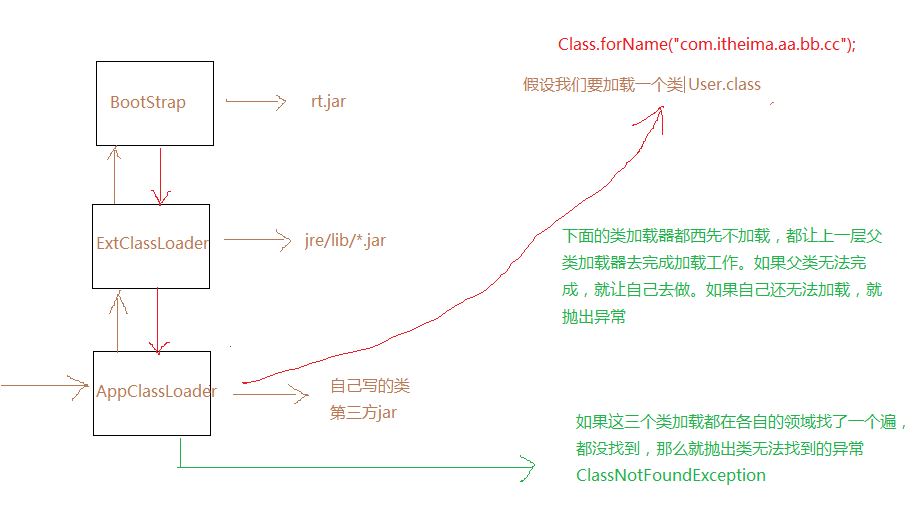 Class.forName("com.itheima.aa.bb.cc");
假设我们要加载一个类|User.class
BootStrap
rt.jar
ExtClassLoader
jre/lib/*.jar
下面的类加载器都西先不加载，都让上一层父
类加载器去完成加载工作。如果父类无法完
成，就让自己去做。如果自己还无法加载，就
抛出异常
AppClassLoader
自己写的类
第三方jar
如果这三个类加载都在各自的领域找了一个遍，
都没找到，那么就抛出类无法找到的异常
ClassNotFoundException